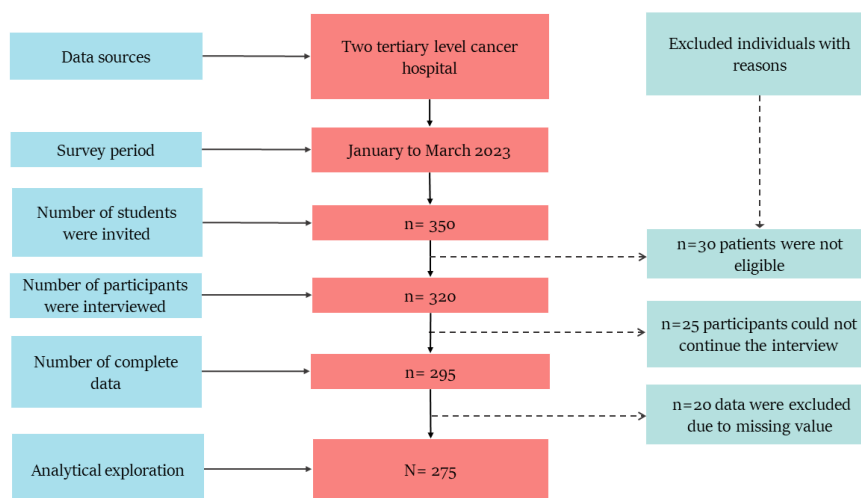 Data sources
Two tertiary level cancer
hospital
Excluded individuals with
reasons
Survey period
January to March 2023
Number of students
were invited
n= 350
n=30 patients were not
eligible
Number of participants
were interviewed
n= 320
n=25 participants could not
continue the interview
Number of complete
data
n= 295
n=20 data were excluded
due to missing value
Analytical exploration
N= 275